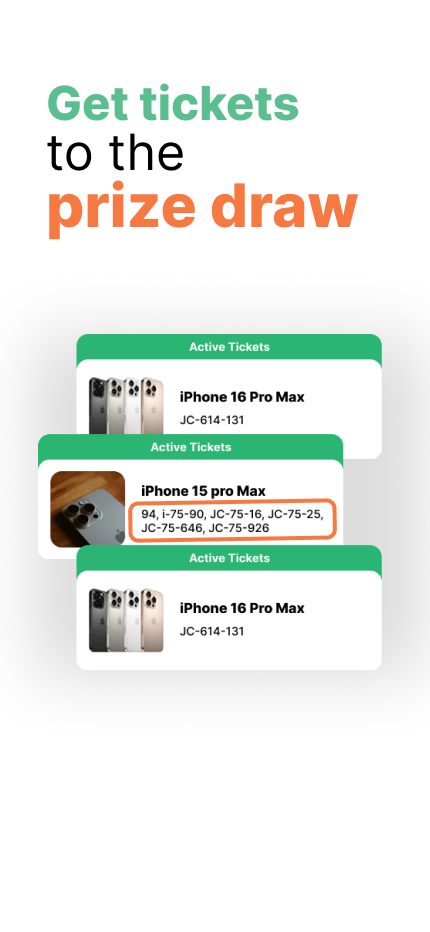 Get tickets
to the
prize draw
Active Tickets
iPhone 16 Pro Max
JC-614-131
Active Tickets
iPhone 15 pro Max
94, i-75-90, JC-75-16, JC-75-25,
JC-75-646, JC-75-926
Active Tickets
iPhone 16 Pro Max
JC-614-131